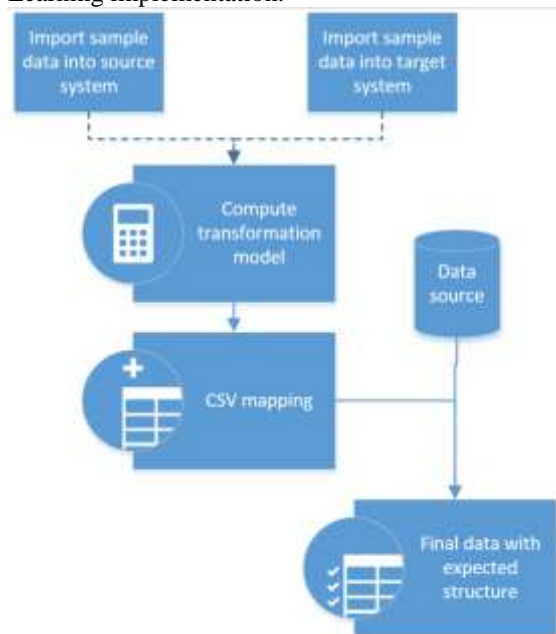 Learning implementation.
Import sample
data into source
system
Import sample
data into target
system
Compute
transformation
model
Data
source
CSV mapping
Final data with
expected
structure